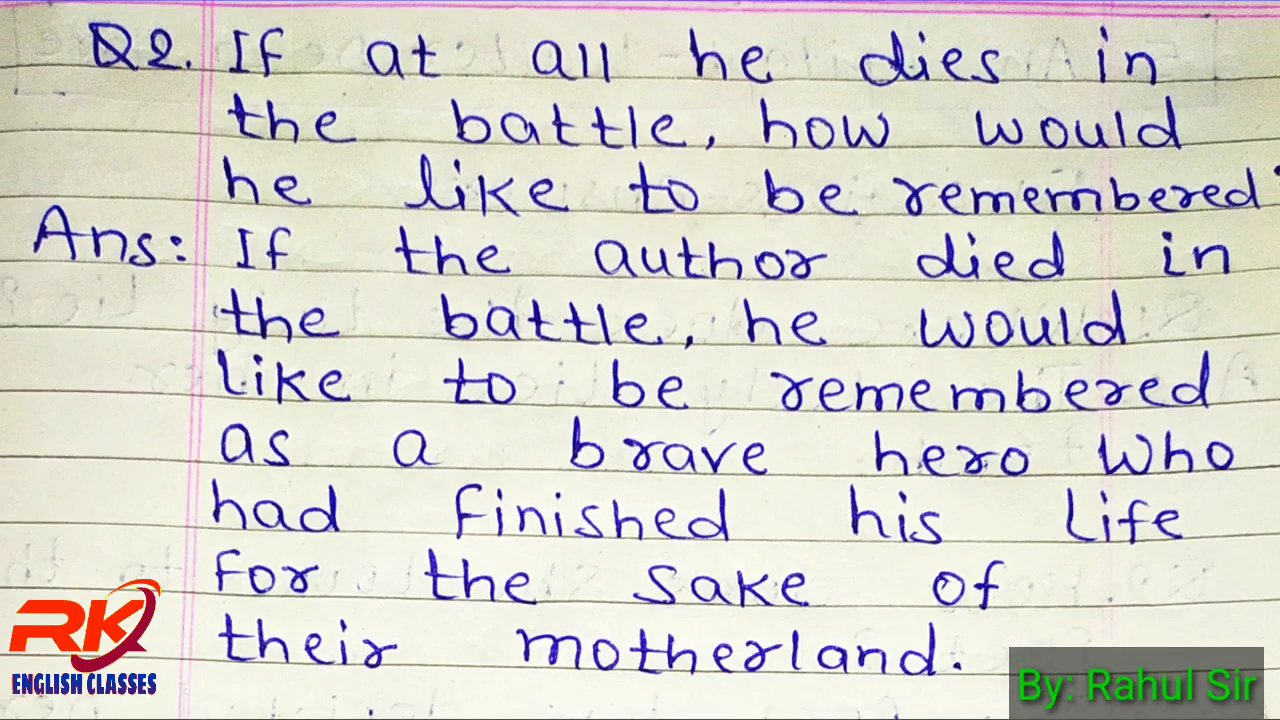 Q2. If at all he dies in
the battle, how would
he like to be remembered
Ans: If the author died in
the battle, he would
like to be remembered
as a brave hero who
had finished his life
for the sake of
their motherland.
RK
ENGLISH CLASSES
By: Rahul Sir